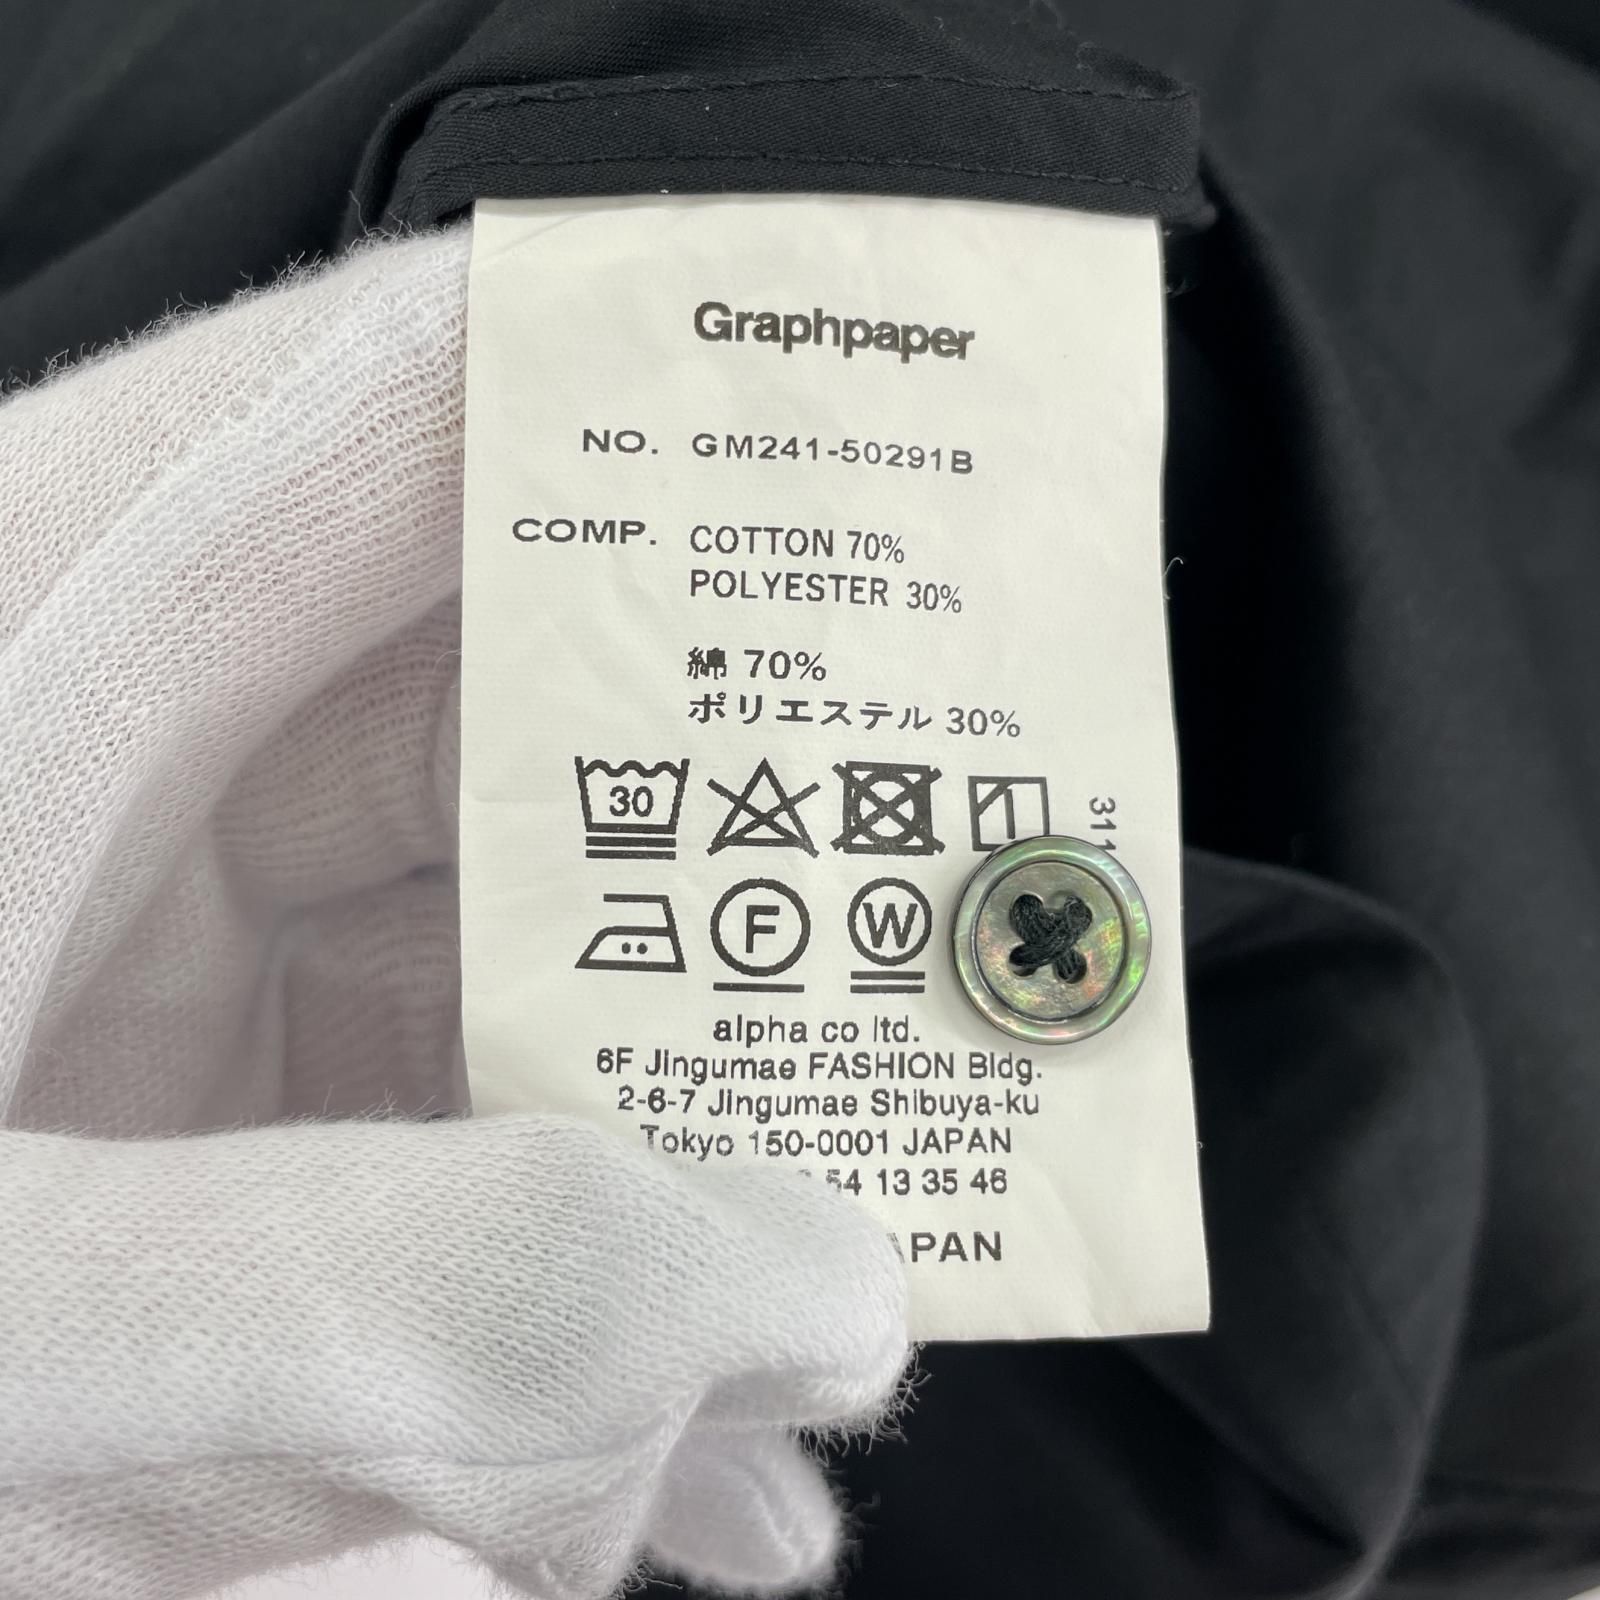 Graphpaper
NO. GM241-50291B
COMP. COTTON 70%
POLYESTER 30%
綿 70%
ポリエステル 30%
30
311
F W
alpha co ltd.
6F Jingumae FASHION Bldg.
2-6-7 Jingumae Shibuya-ku
Tokyo 150-0001 JAPAN
54 13 35 46
JAPAN